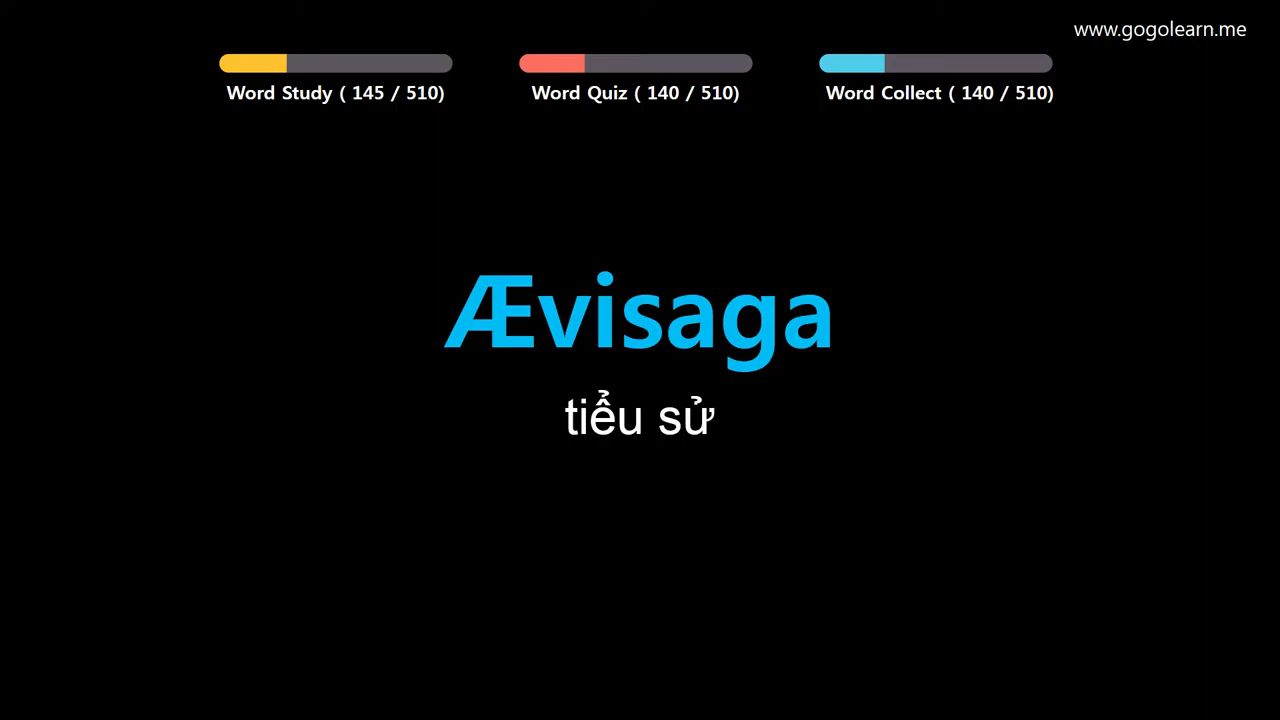 www.gogolearn.me
Word Study ( 145 / 510)
Word Quiz ( 140 / 510)
Word Collect ( 140 / 510)
Ævisaga
tiểu sử